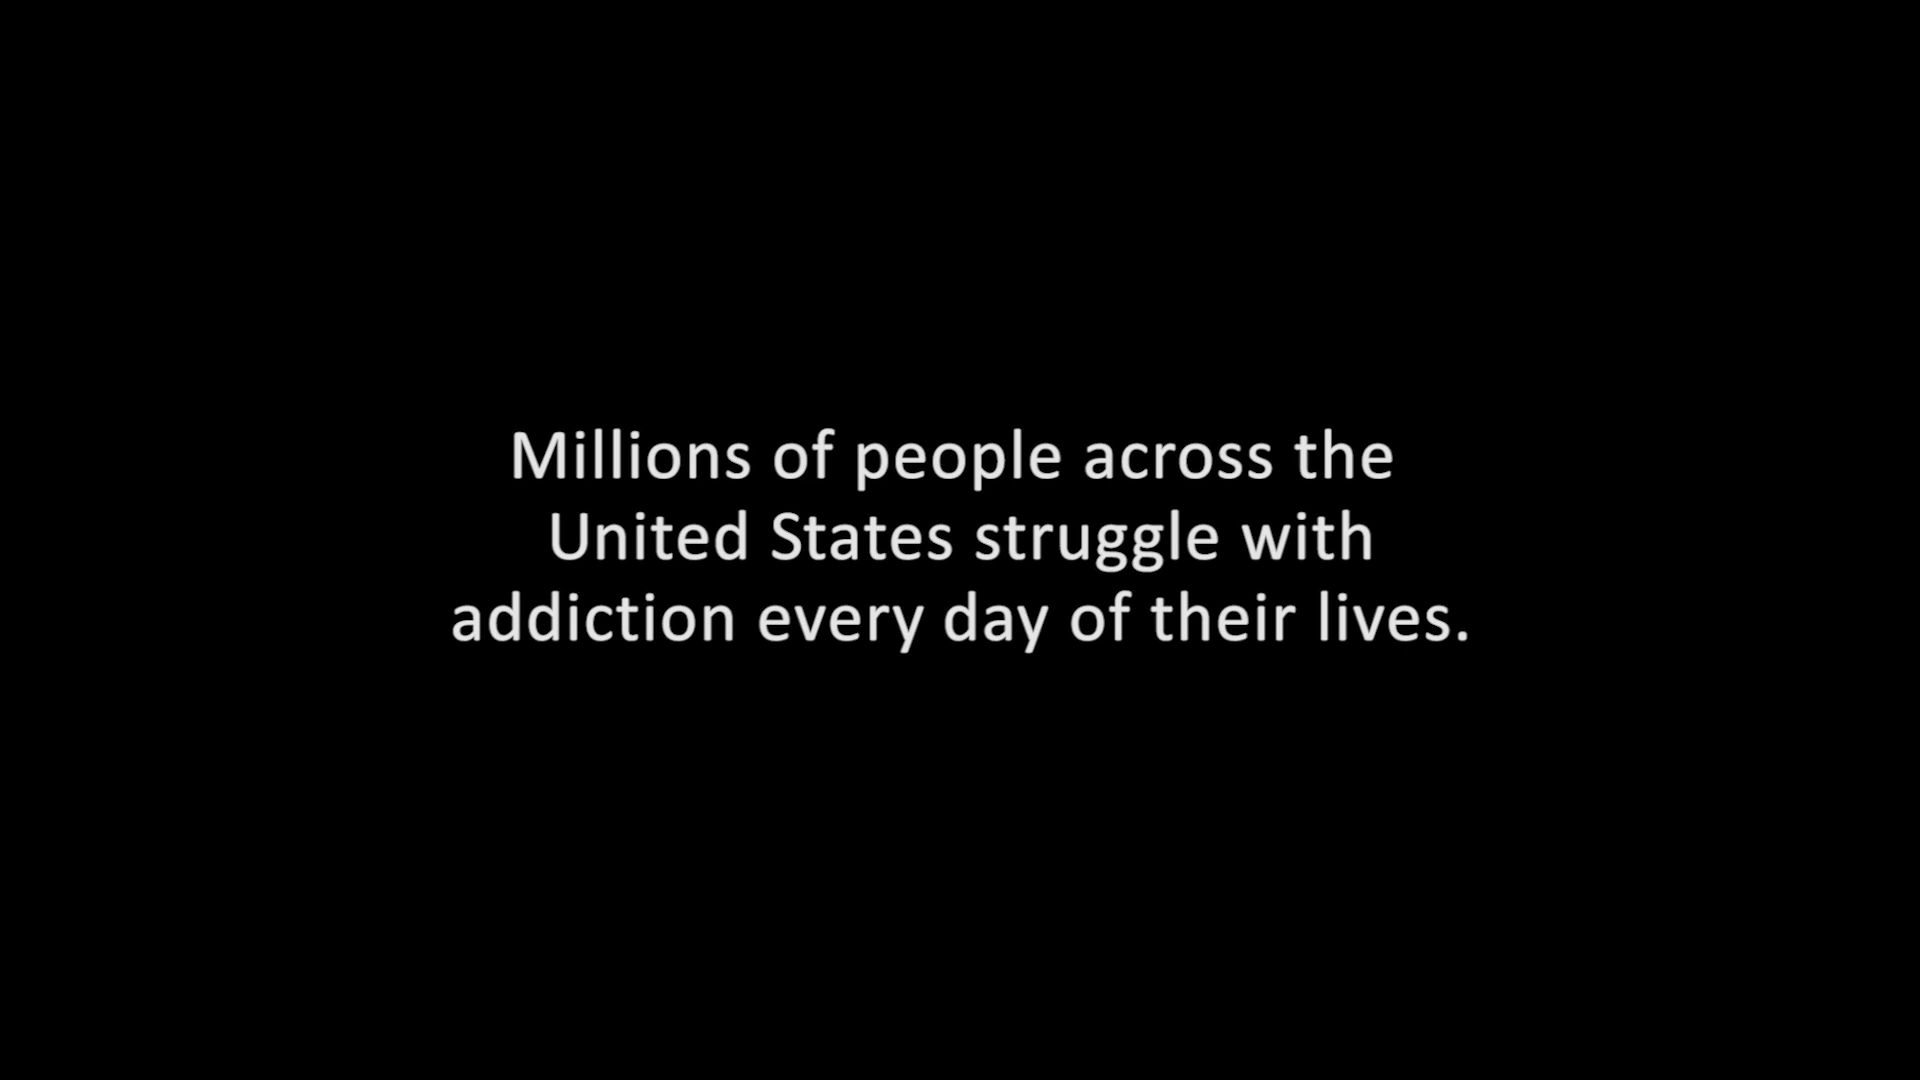 Millions of people across the
United States struggle with
addiction every day of their lives.